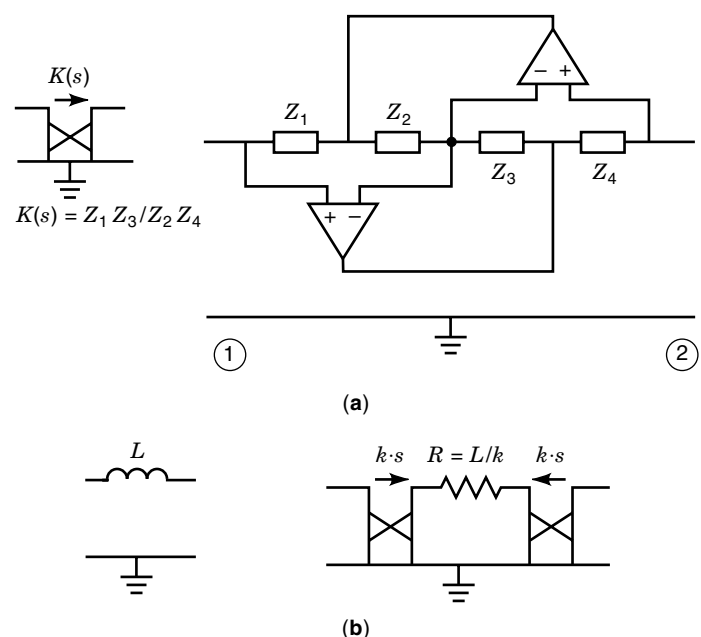 K(s)
K(s) = Z₁ Z₃/Z₂ Z₄
Z₁
Z₂
Z₃
Z₄
− +
+ −
1
2
(a)
L
k·s
R = L/k
k·s
(b)